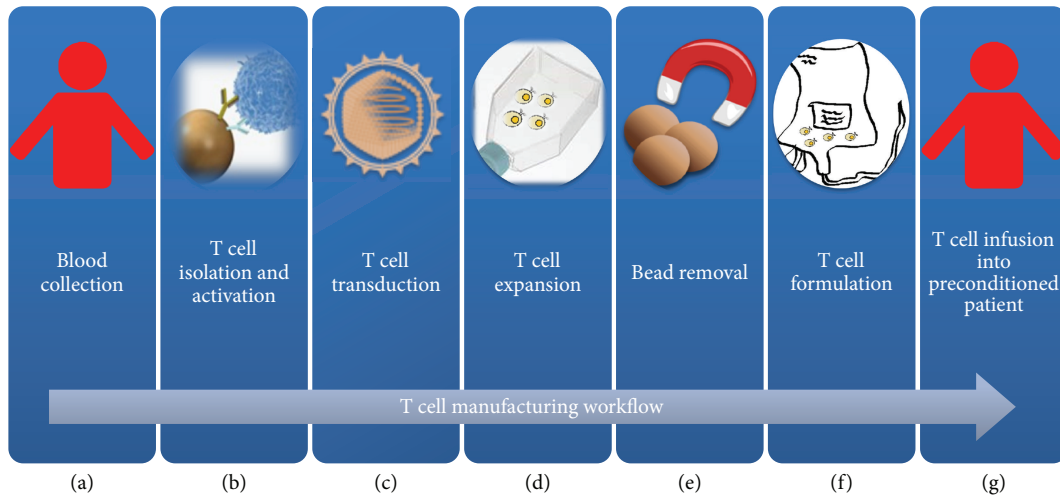 Blood
collection
T cell
isolation and
activation
T cell
transduction
T cell
expansion
Bead removal
T cell
formulation
T cell infusion
into
preconditioned
patient
T cell manufacturing workflow
(a)
(b)
(c)
(d)
(e)
(f)
(g)